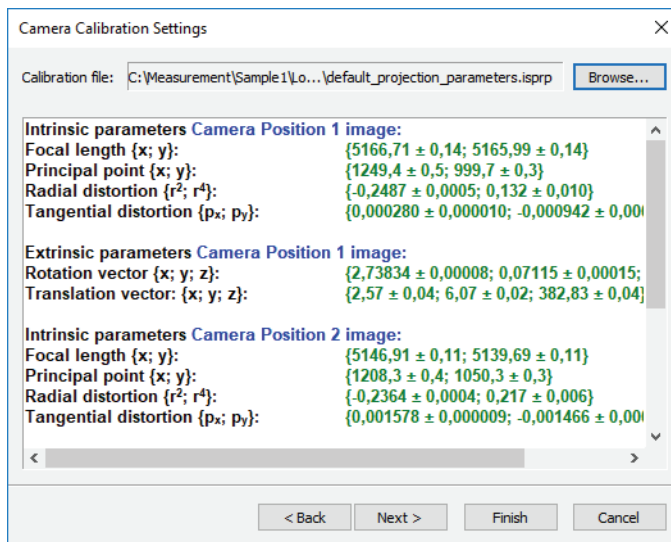 Camera Calibration Settings
Calibration file: C:\Measurement\Sample1\Lo...\default_projection_parameters.isprp Browse...
Intrinsic parameters Camera Position 1 image:
Focal length {x; y}: {5166,71 ± 0,14; 5165,99 ± 0,14}
Principal point {x; y}: {1249,4 ± 0,5; 999,7 ± 0,3}
Radial distortion {r²; r⁴}: {-0,2487 ± 0,0005; 0,132 ± 0,010}
Tangential distortion {pₓ; pᵧ}: {0,000280 ± 0,000010; -0,000942 ± 0,00
Extrinsic parameters Camera Position 1 image:
Rotation vector {x; y; z}: {2,73834 ± 0,00008; 0,07115 ± 0,00015;
Translation vector: {x; y; z}: {2,57 ± 0,04; 6,07 ± 0,02; 382,83 ± 0,04}
Intrinsic parameters Camera Position 2 image:
Focal length {x; y}: {5146,91 ± 0,11; 5139,69 ± 0,11}
Principal point {x; y}: {1208,3 ± 0,4; 1050,3 ± 0,3}
Radial distortion {r²; r⁴}: {-0,2364 ± 0,0004; 0,217 ± 0,006}
Tangential distortion {pₓ; pᵧ}: {0,001578 ± 0,000009; -0,001466 ± 0,00
< Back Next > Finish Cancel